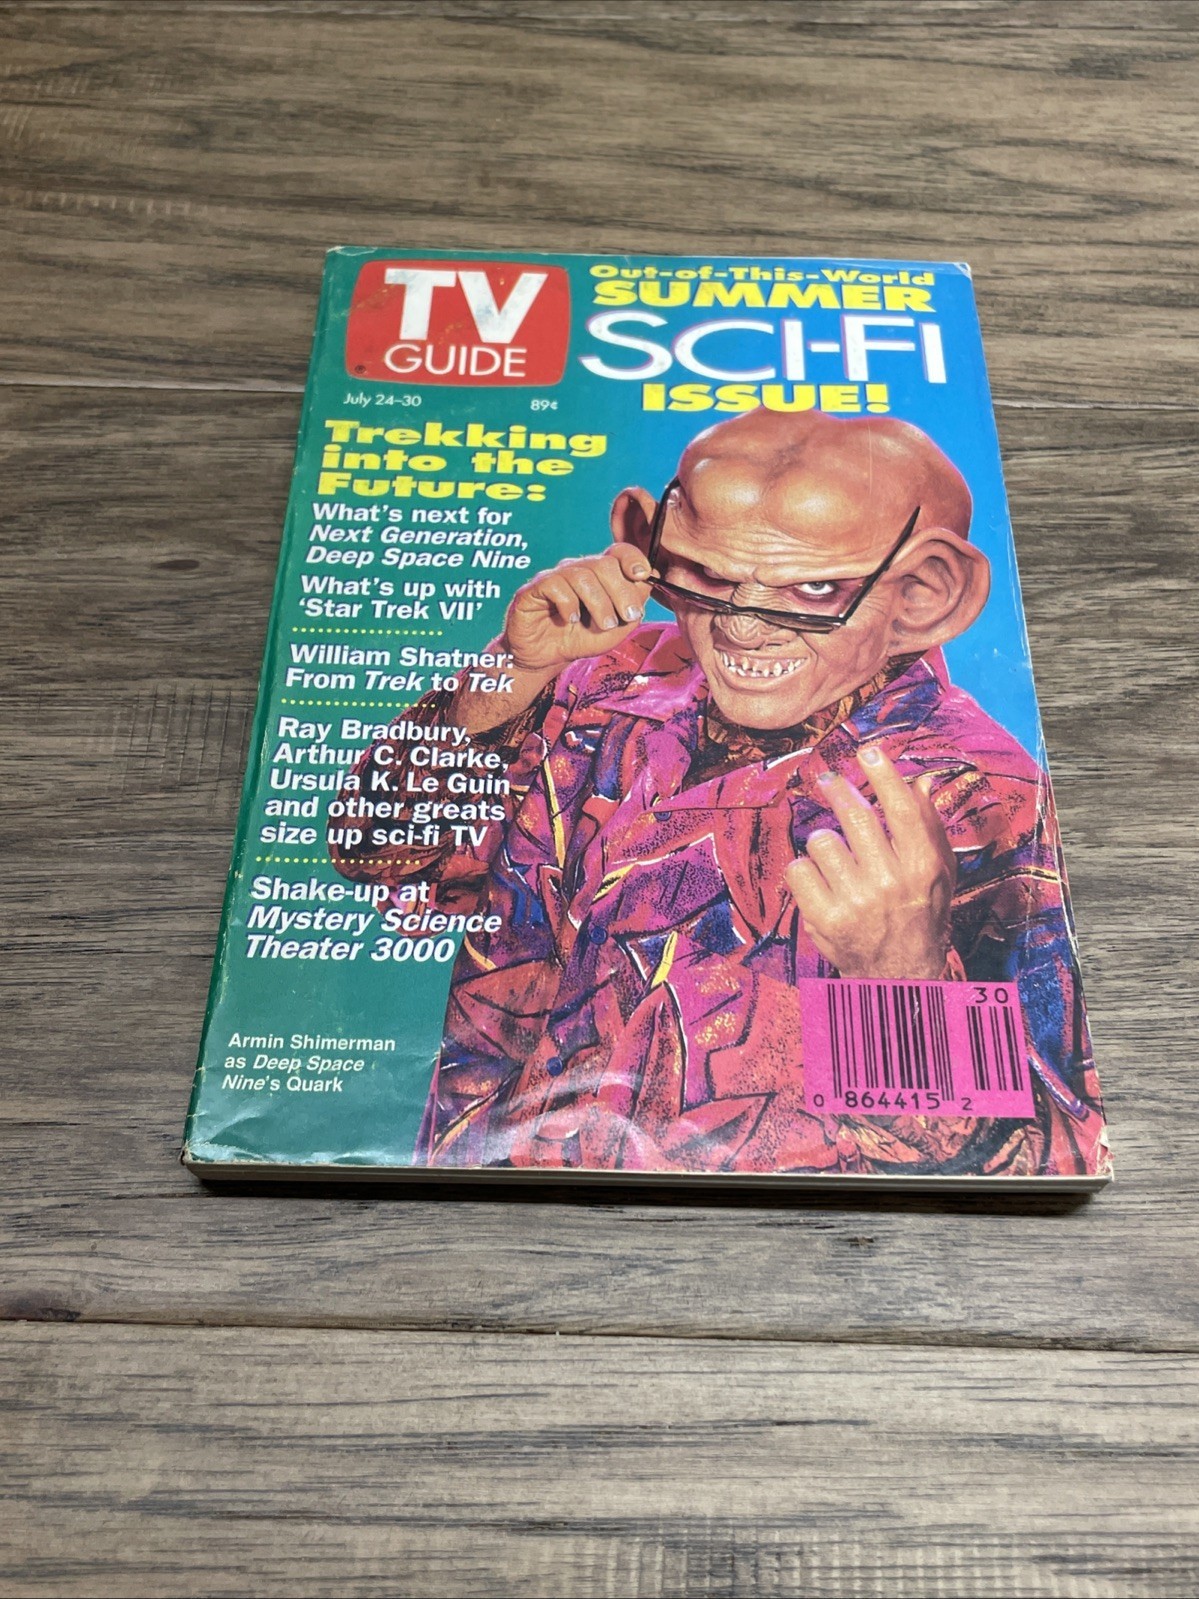 TV
GUIDE
®
July 24–30
89¢
Out-of-This-World
SUMMER
SCI-FI
ISSUE!
Trekking
into the
Future:
What's next for
Next Generation,
Deep Space Nine
What's up with
'Star Trek VII'
William Shatner:
From Trek to Tek
Ray Bradbury,
Arthur C. Clarke,
Ursula K. Le Guin
and other greats
size up sci-fi TV
Shake-up at
Mystery Science
Theater 3000
Armin Shimerman
as Deep Space
Nine's Quark
30
0 864415 2